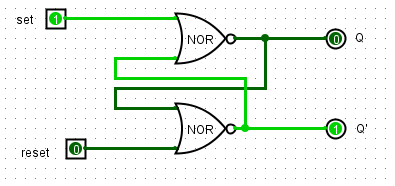 set 1 NOR 0 Q
NOR 1 Q'
reset 0